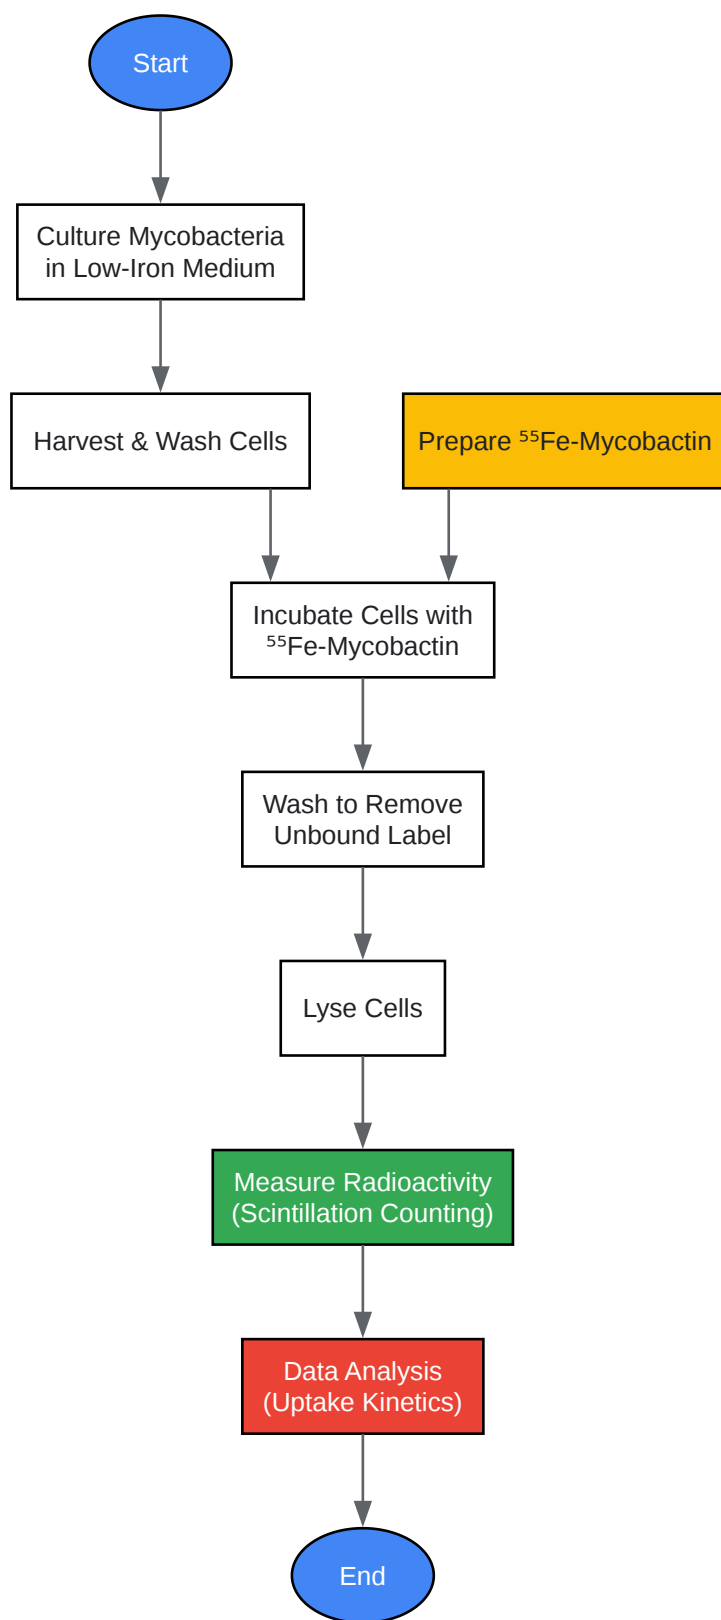 Start
Culture Mycobacteria
in Low-Iron Medium
Harvest & Wash Cells
Prepare ⁵⁵Fe-Mycobactin
Incubate Cells with
⁵⁵Fe-Mycobactin
Wash to Remove
Unbound Label
Lyse Cells
Measure Radioactivity
(Scintillation Counting)
Data Analysis
(Uptake Kinetics)
End